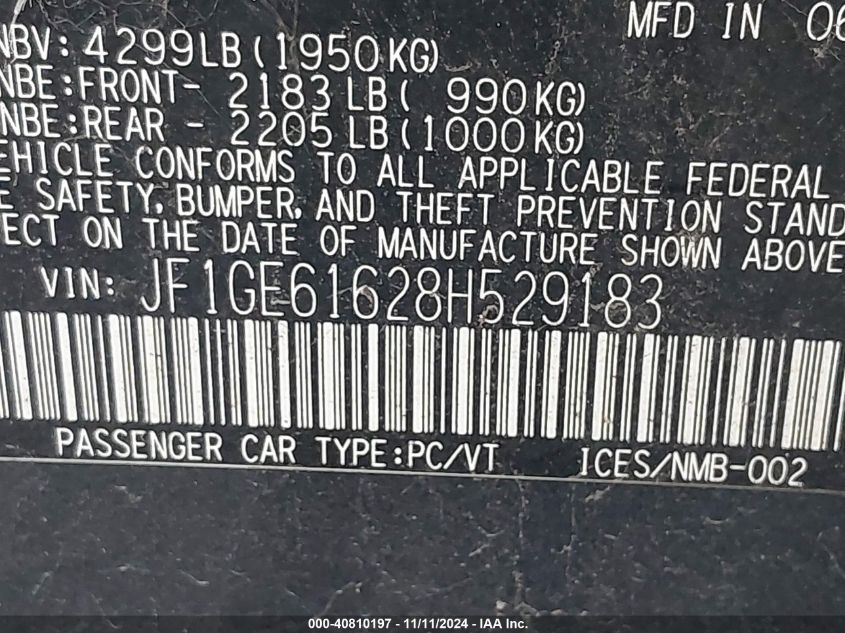 MFD IN 06
NBV: 4299LB(1950KG)
NBE:FRONT- 2183 LB( 990KG)
NBE:REAR - 2205 LB(1000KG)
EHICLE CONFORMS TO ALL APPLICABLE FEDERAL
E SAFETY, BUMPER, AND THEFT PREVENTION STAND
FECT ON THE DATE OF MANUFACTURE SHOWN ABOVE
VIN: JF1GE61628H529183
PASSENGER CAR TYPE:PC/VT ICES/NMB-002
000-40810197 - 11/11/2024 - IAA Inc.